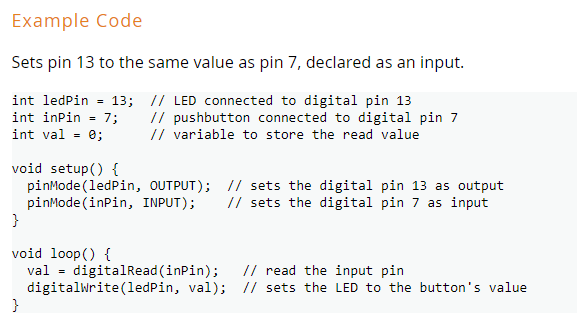 Example Code
Sets pin 13 to the same value as pin 7, declared as an input.
int ledPin = 13;  // LED connected to digital pin 13
int inPin = 7;    // pushbutton connected to digital pin 7
int val = 0;      // variable to store the read value
void setup() {
  pinMode(ledPin, OUTPUT);  // sets the digital pin 13 as output
  pinMode(inPin, INPUT);    // sets the digital pin 7 as input
}
void loop() {
  val = digitalRead(inPin);   // read the input pin
  digitalWrite(ledPin, val);  // sets the LED to the button's value
}